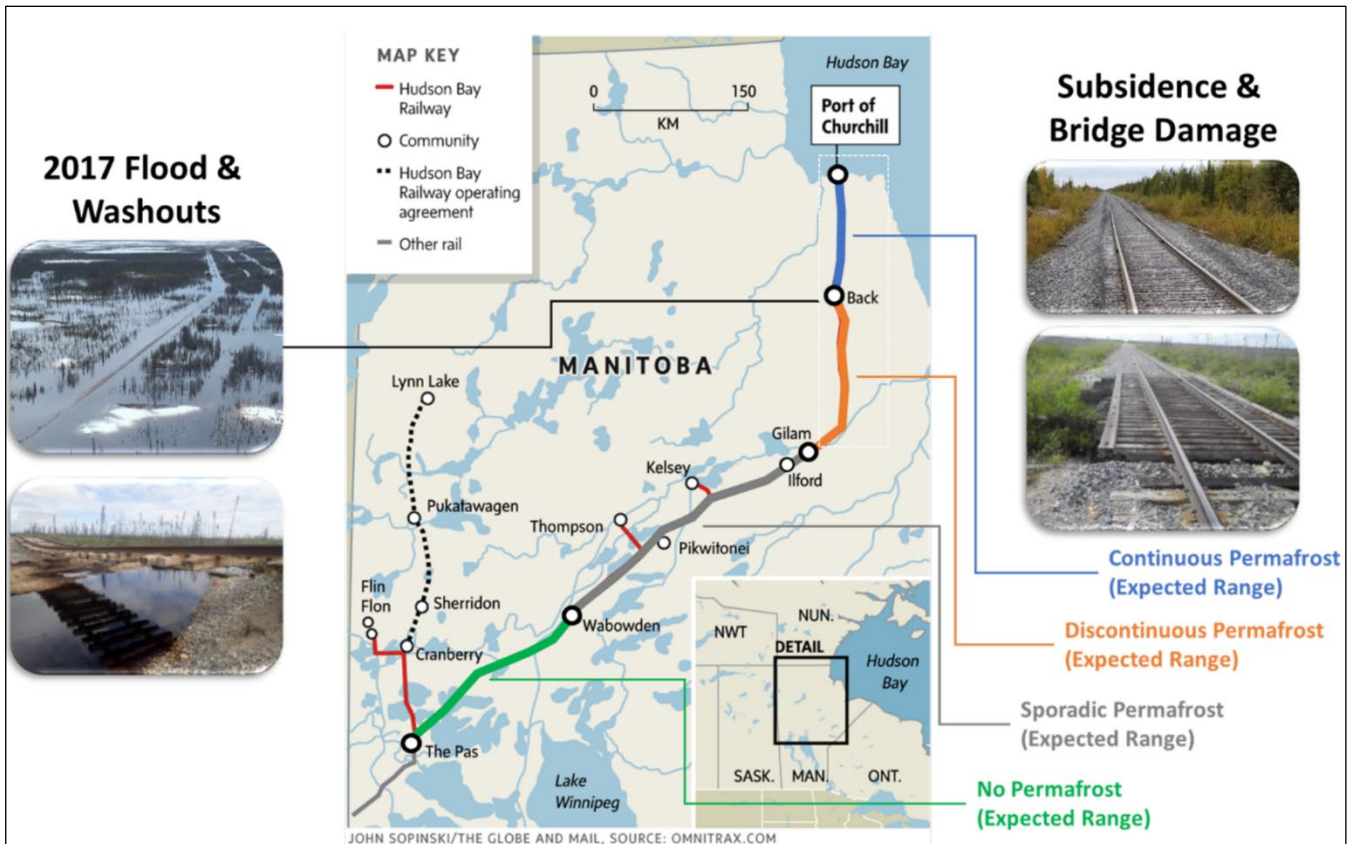 2017 Flood &
Washouts
MAP KEY
Hudson Bay
Railway
Community
Hudson Bay
Railway operating
agreement
Other rail
0 150
KM
Hudson Bay
Port of
Churchill
Back
MANITOBA
Lynn Lake
Gilam
Kelsey
Ilford
Pukatawagen
Thompson
Pikwitonei
Flin
Flon
Sherridon
Wabowden
Cranberry
The Pas
Lake
Winnipeg
NWT
NUN.
DETAIL
Hudson
Bay
SASK.
MAN.
ONT.
JOHN SOPINSKI/THE GLOBE AND MAIL, SOURCE: OMNITRAX.COM
Subsidence &
Bridge Damage
Continuous Permafrost
(Expected Range)
Discontinuous Permafrost
(Expected Range)
Sporadic Permafrost
(Expected Range)
No Permafrost
(Expected Range)